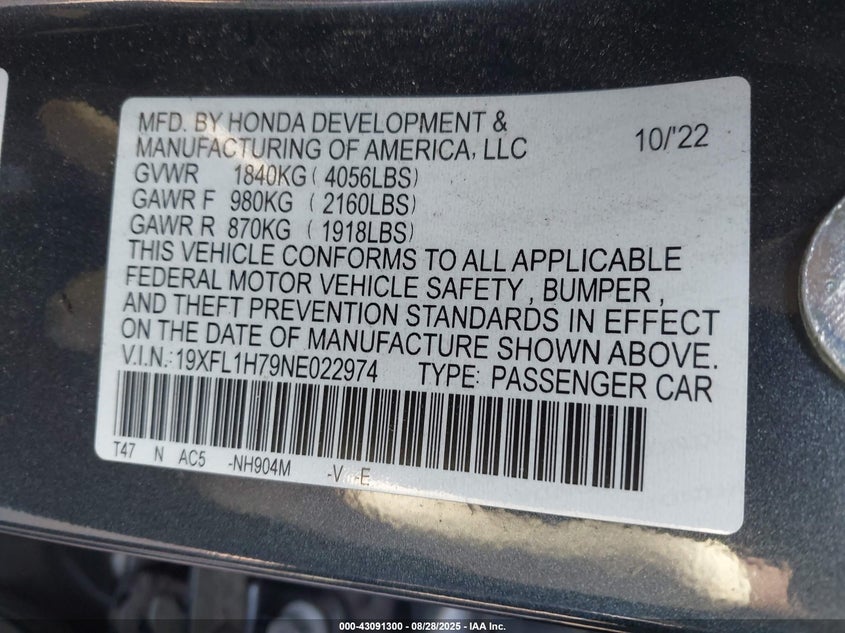 MFD. BY HONDA DEVELOPMENT &
MANUFACTURING OF AMERICA, LLC 10/'22
GVWR 1840KG (4056LBS)
GAWR F 980KG (2160LBS)
GAWR R 870KG (1918LBS)
THIS VEHICLE CONFORMS TO ALL APPLICABLE
FEDERAL MOTOR VEHICLE SAFETY , BUMPER ,
AND THEFT PREVENTION STANDARDS IN EFFECT
ON THE DATE OF MANUFACTURE SHOWN ABOVE.
V.I.N.:19XFL1H79NE022974 TYPE: PASSENGER CAR
T47 N AC5 -NH904M -V -E
000-43091300 - 08/28/2025 - IAA Inc.